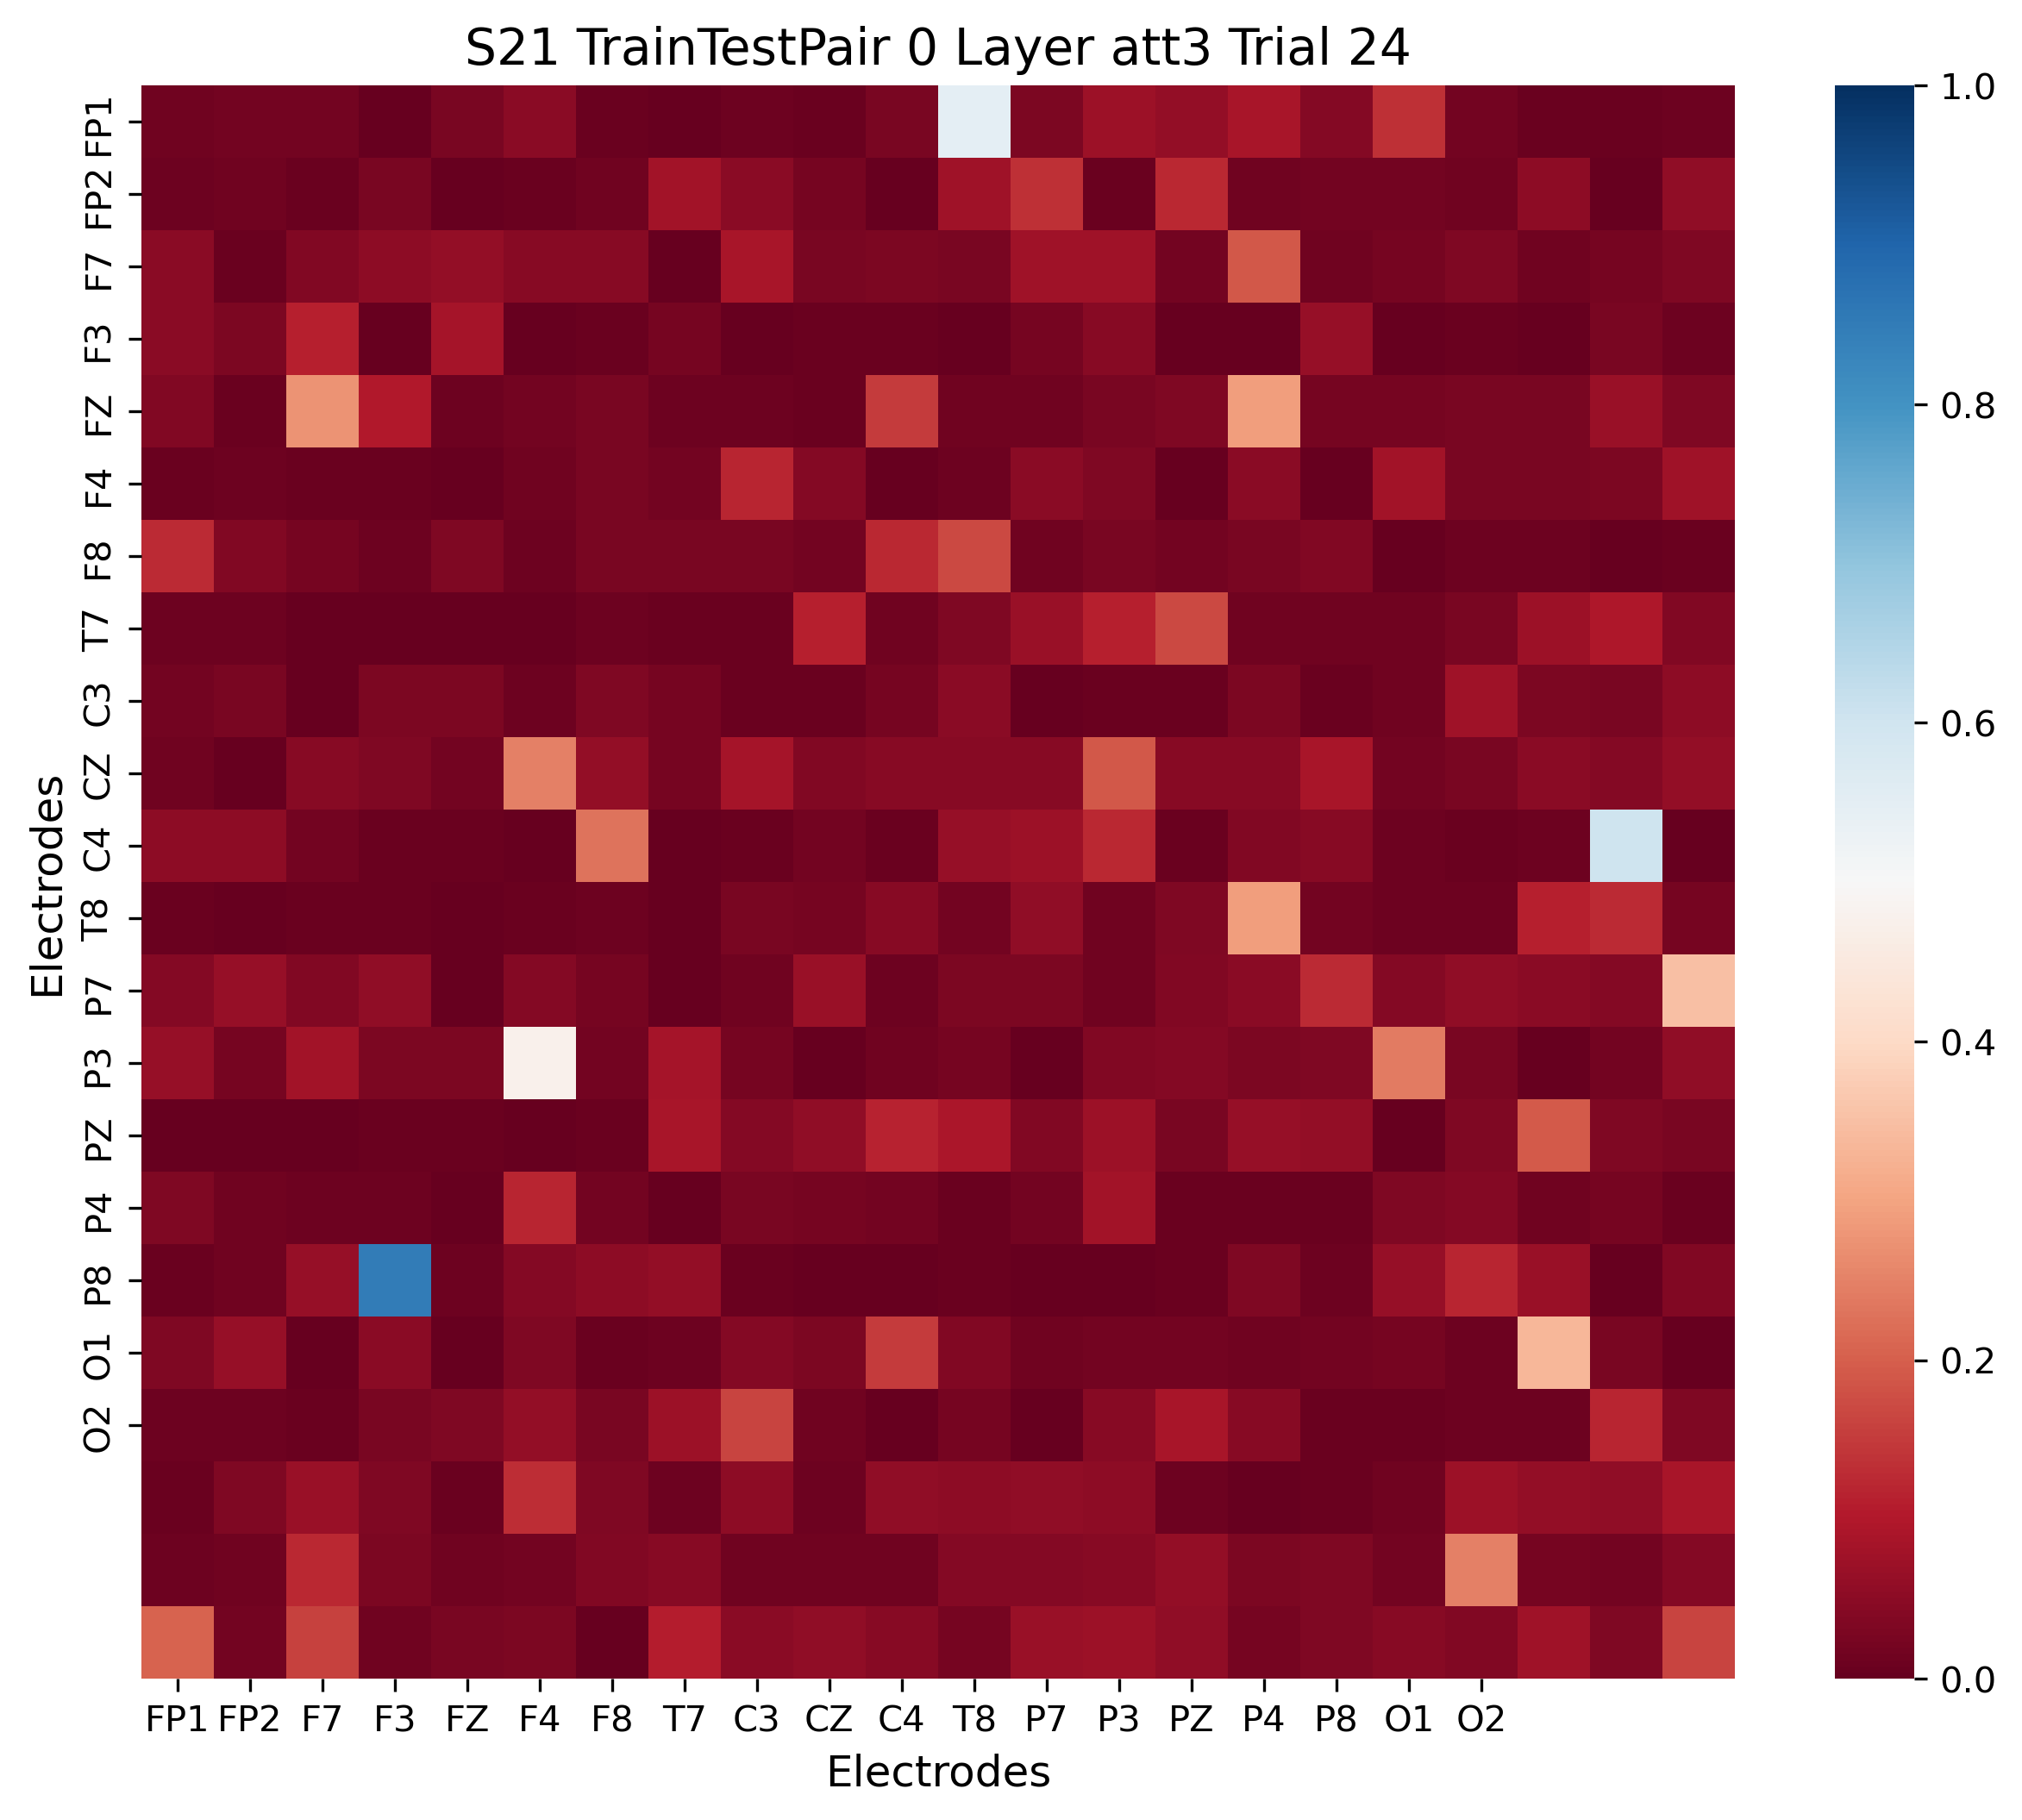 S21 TrainTestPair 0 Layer att3 Trial 24
Electrodes
FP1
FP2
F7
F3
FZ
F4
F8
T7
C3
CZ
C4
T8
P7
P3
PZ
P4
P8
O1
O2
FP1 FP2 F7 F3 FZ F4 F8 T7 C3 CZ C4 T8 P7 P3 PZ P4 P8 O1 O2
Electrodes
1.0
0.8
0.6
0.4
0.2
0.0